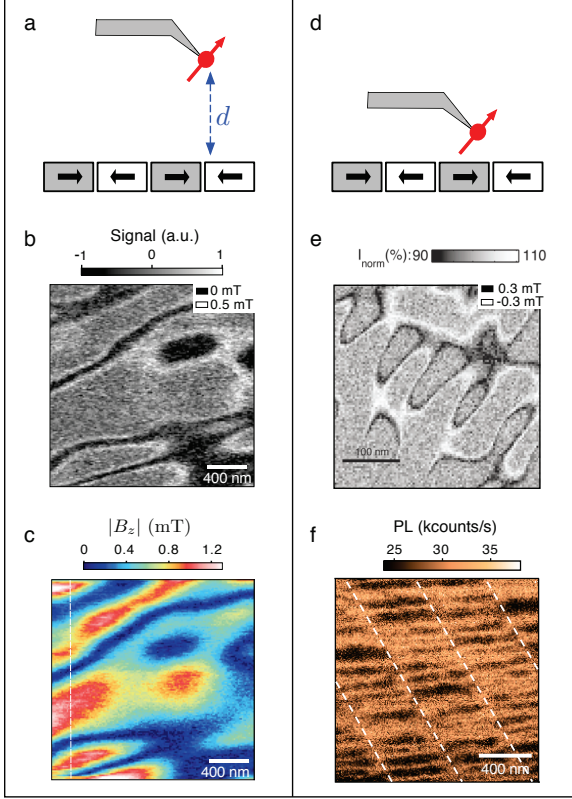 a
d
b
Signal (a.u.)
-1 0 1
0 mT
0.5 mT
400 nm
c
|B_z| (mT)
0 0.4 0.8 1.2
400 nm
d
e
I_norm(%):90 110
0.3 mT
-0.3 mT
100 nm
f
PL (kcounts/s)
25 30 35
400 nm